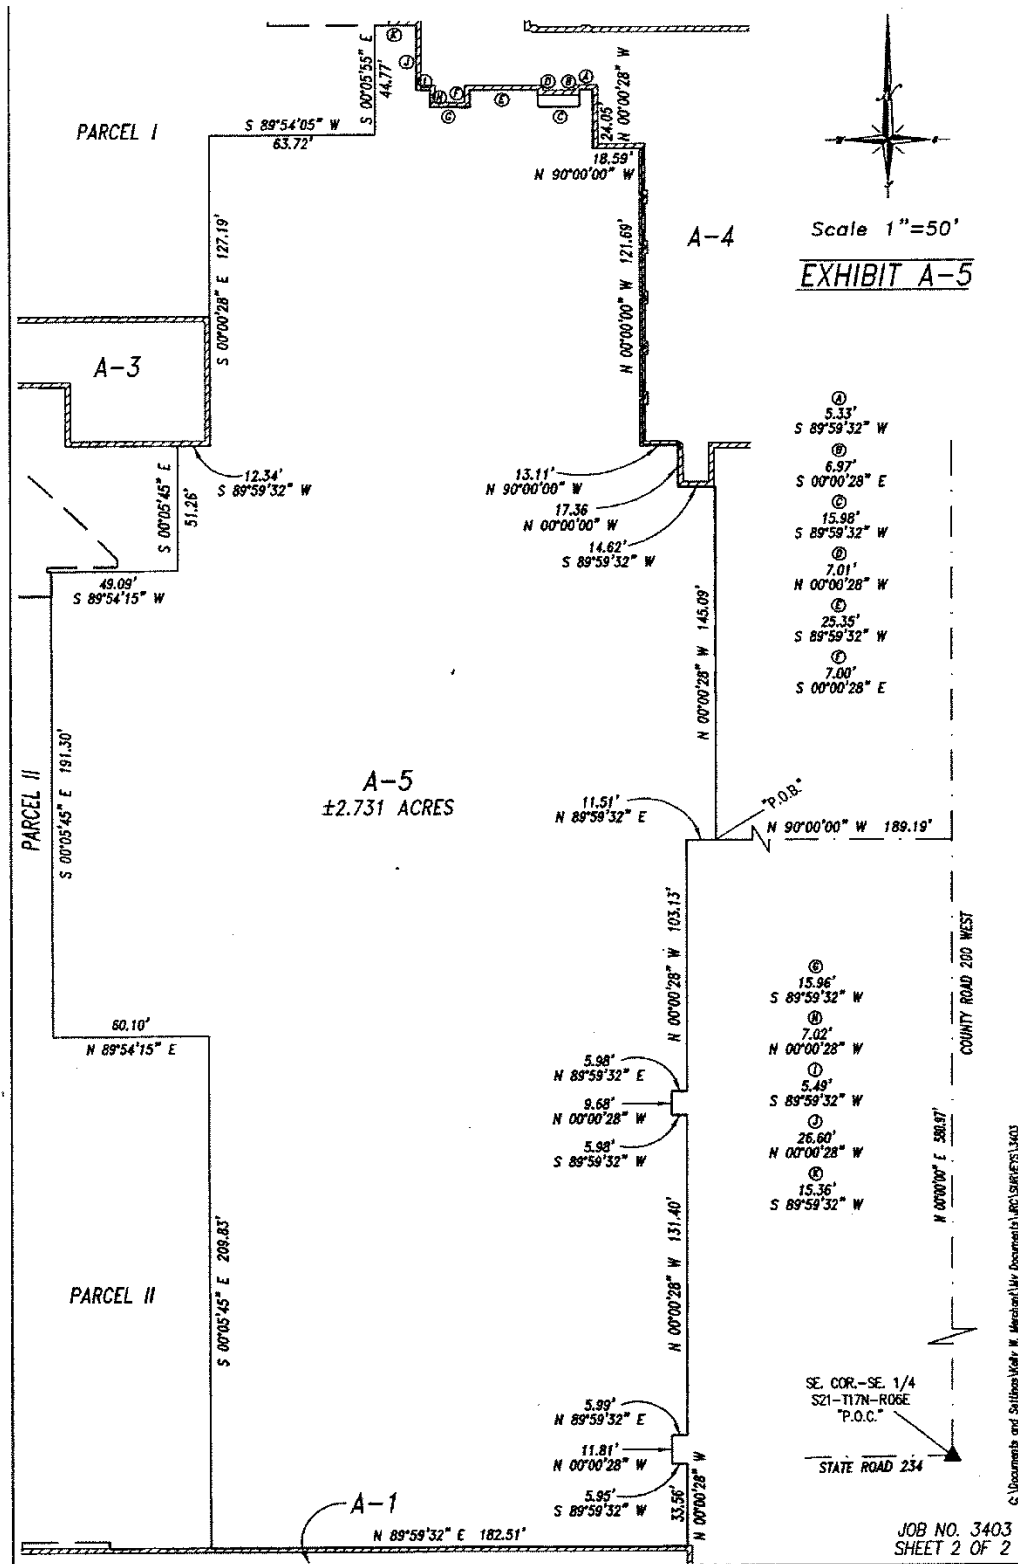 PARCEL I
S 89°54'05" W
63.72'
S 00°05'55" E
44.77'
K
J
I
H
F
G
E
D
B
A
C
24.05'
N 00°00'28" W
18.59'
N 90°00'00" W
N 00°00'00" W 121.69'
A-4
Scale 1"=50'
EXHIBIT A-5
S 00°00'28" E 127.19'
A-3
12.34'
S 89°59'32" W
S 00°05'45" E
51.26'
49.09'
S 89°54'15" W
13.11'
N 90°00'00" W
17.36
N 00°00'00" W
14.62'
S 89°59'32" W
N 00°00'28" W 145.09'
A
5.33'
S 89°59'32" W
B
6.97'
S 00°00'28" E
C
15.98'
S 89°59'32" W
D
7.01'
N 00°00'28" W
E
25.35'
S 89°59'32" W
F
7.00'
S 00°00'28" E
PARCEL II
S 00°05'45" E 191.30'
A-5
±2.731 ACRES
11.51'
N 89°59'32" E
"P.O.B."
N 90°00'00" W 189.19'
N 00°00'28" W 103.13'
COUNTY ROAD 200 WEST
N 00°00'00" E 580.97'
60.10'
N 89°54'15" E
G
15.96'
S 89°59'32" W
H
7.02'
N 00°00'28" W
I
5.49'
S 89°59'32" W
J
26.60'
N 00°00'28" W
K
15.36'
S 89°59'32" W
5.98'
N 89°59'32" E
9.68'
N 00°00'28" W
5.98'
S 89°59'32" W
N 00°00'28" W 131.40'
PARCEL II
S 00°05'45" E 209.83'
5.99'
N 89°59'32" E
11.81'
N 00°00'28" W
5.95'
S 89°59'32" W
33.56'
N 00°00'28" W
SE. COR.-SE. 1/4
S21-T17N-R06E
"P.O.C."
STATE ROAD 234
A-1
N 89°59'32" E 182.51'
C:\Documents and Settings\Kelly W. Merchant\My Documents\JRC\SURVEYS\3403
JOB NO. 3403
SHEET 2 OF 2